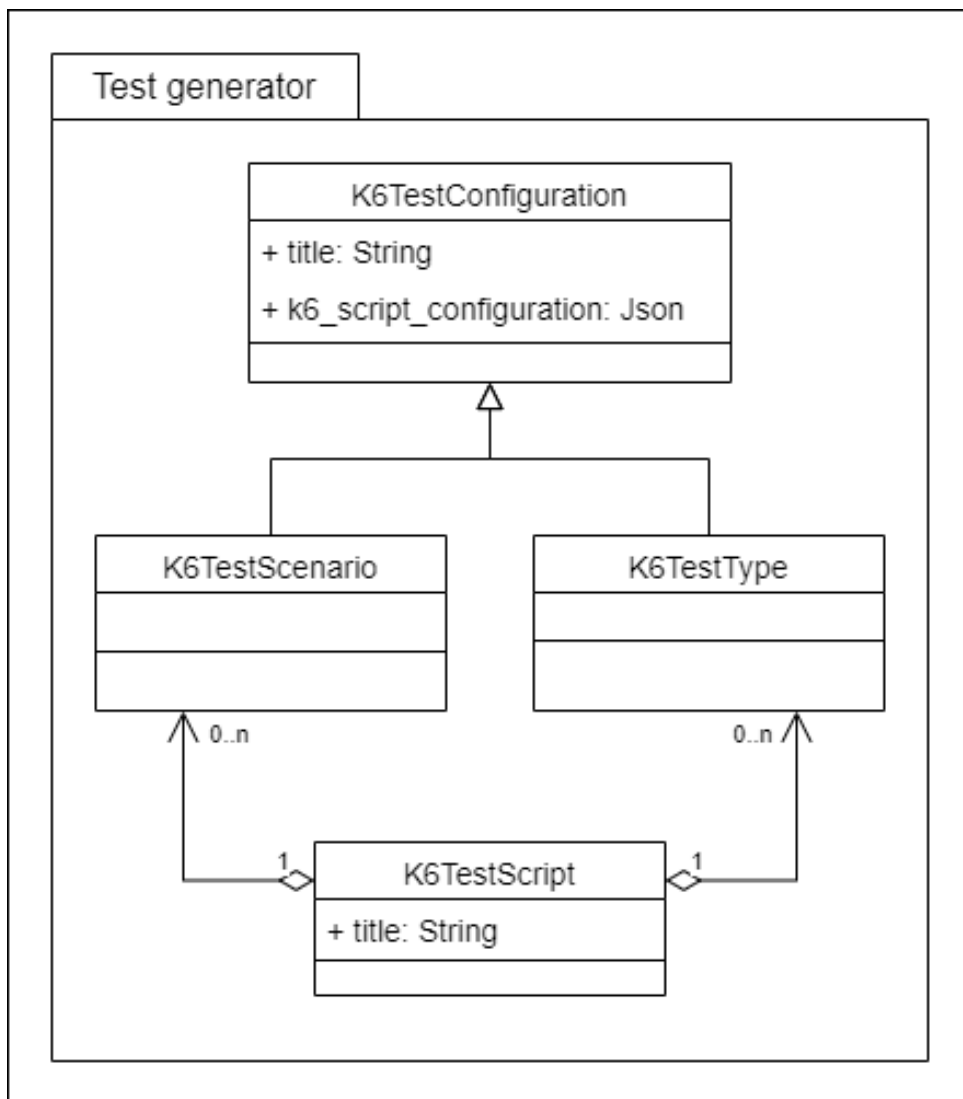 Test generator
K6TestConfiguration
+ title: String
+ k6_script_configuration: Json
K6TestScenario
K6TestType
0..n
0..n
1
K6TestScript
1
+ title: String